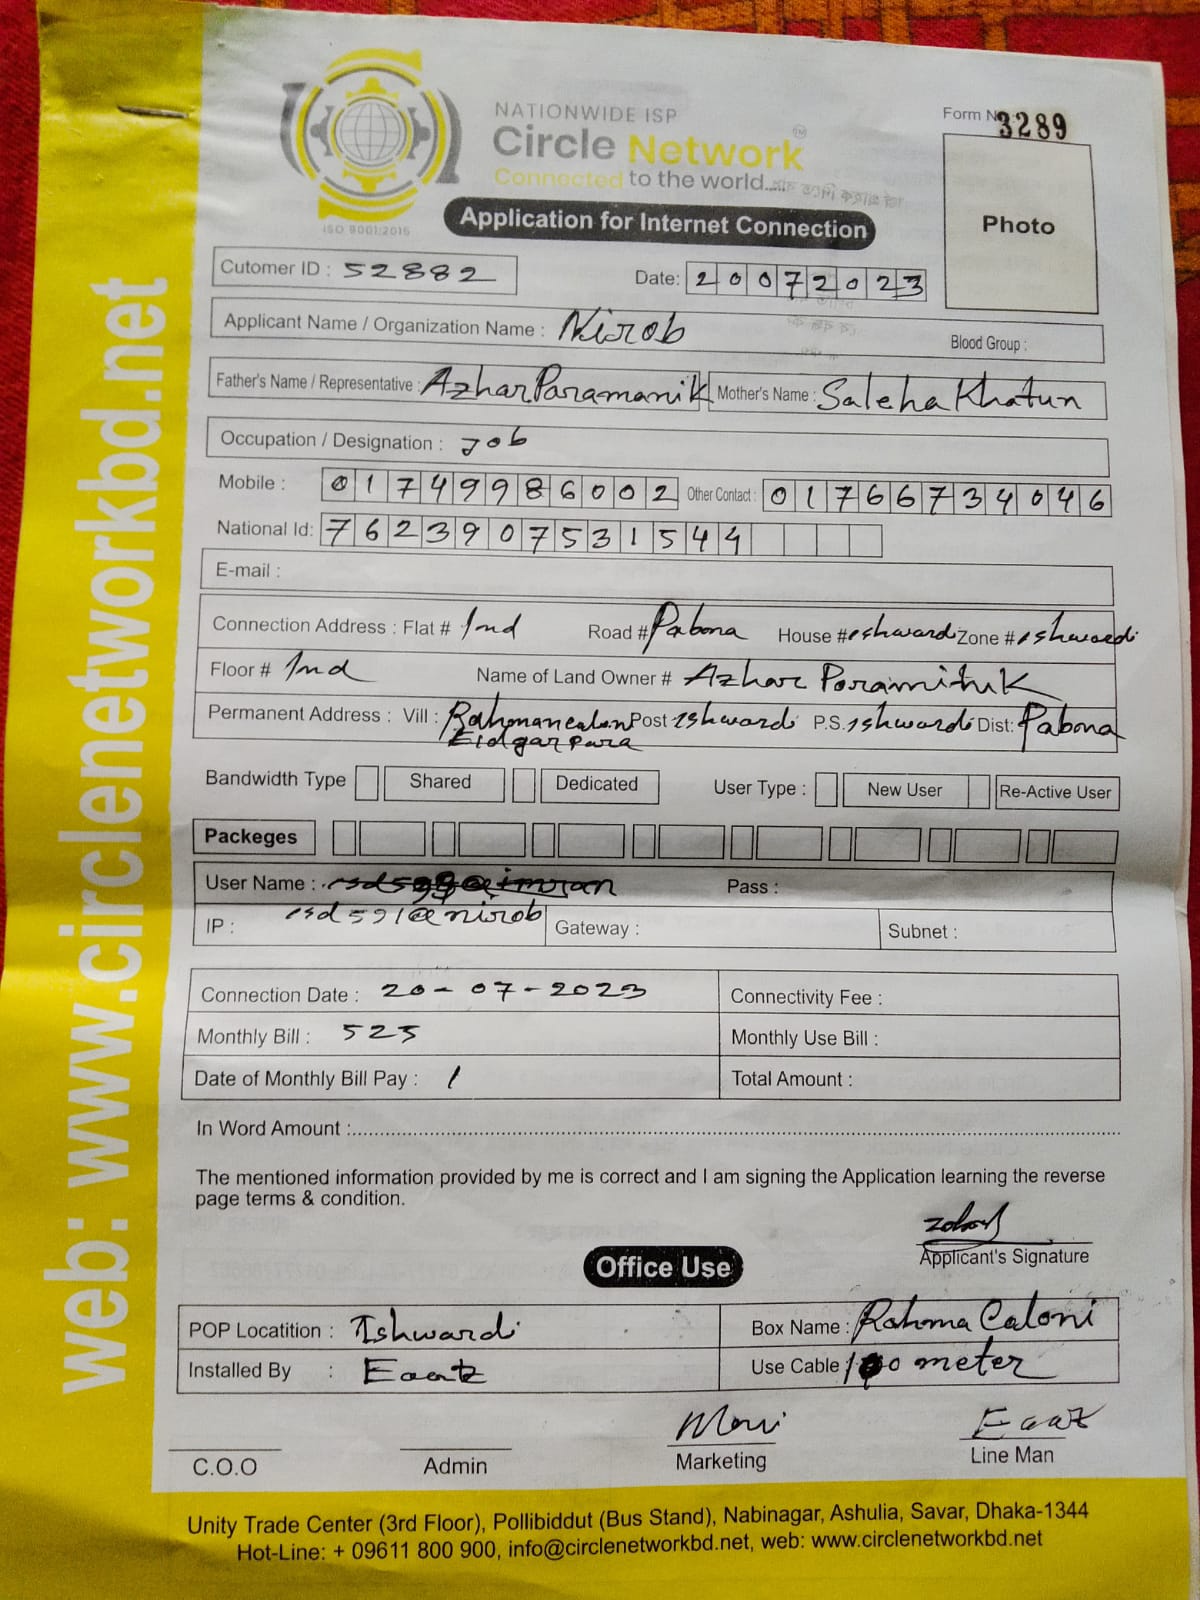 web: www.circlenetworkbd.net
NATIONWIDE ISP
Circle Network TM
Connected to the world...
ISO 9001:2015
Form No 3289
Photo
Application for Internet Connection
Cutomer ID : 52882 Date: 20072023
Applicant Name / Organization Name : Nirob Blood Group :
Father's Name / Representative : Azhar Paramanik Mother's Name : Saleha Khatun
Occupation / Designation : Job
Mobile : 01749986002 Other Contact : 01766734046
National Id: 7623907531544
E-mail :
Connection Address : Flat # 1nd Road # Pabona House # eshwardi Zone # eshwardi
Floor # 1nd Name of Land Owner # Azhar Poramituk
Permanent Address : Vill : Post Ishwardi P.S. Ishwardi Dist: Pabona
Eidgar para
Bandwidth Type Shared Dedicated User Type : New User Re-Active User
Packeges
User Name : Pass :
esd591@nirob
IP : Gateway : Subnet :
Connection Date : 20-07-2023 Connectivity Fee :
Monthly Bill : 525 Monthly Use Bill :
Date of Monthly Bill Pay : 1 Total Amount :
In Word Amount :
The mentioned information provided by me is correct and I am signing the Application learning the reverse
page terms & condition.
Applicant's Signature
Office Use
POP Locatition : Ishwardi Box Name : Rahma Caloni
Installed By : Use Cable 100 meter
C.O.O Admin Marketing Line Man
Unity Trade Center (3rd Floor), Pollibiddut (Bus Stand), Nabinagar, Ashulia, Savar, Dhaka-1344
Hot-Line: + 09611 800 900, info@circlenetworkbd.net, web: www.circlenetworkbd.net